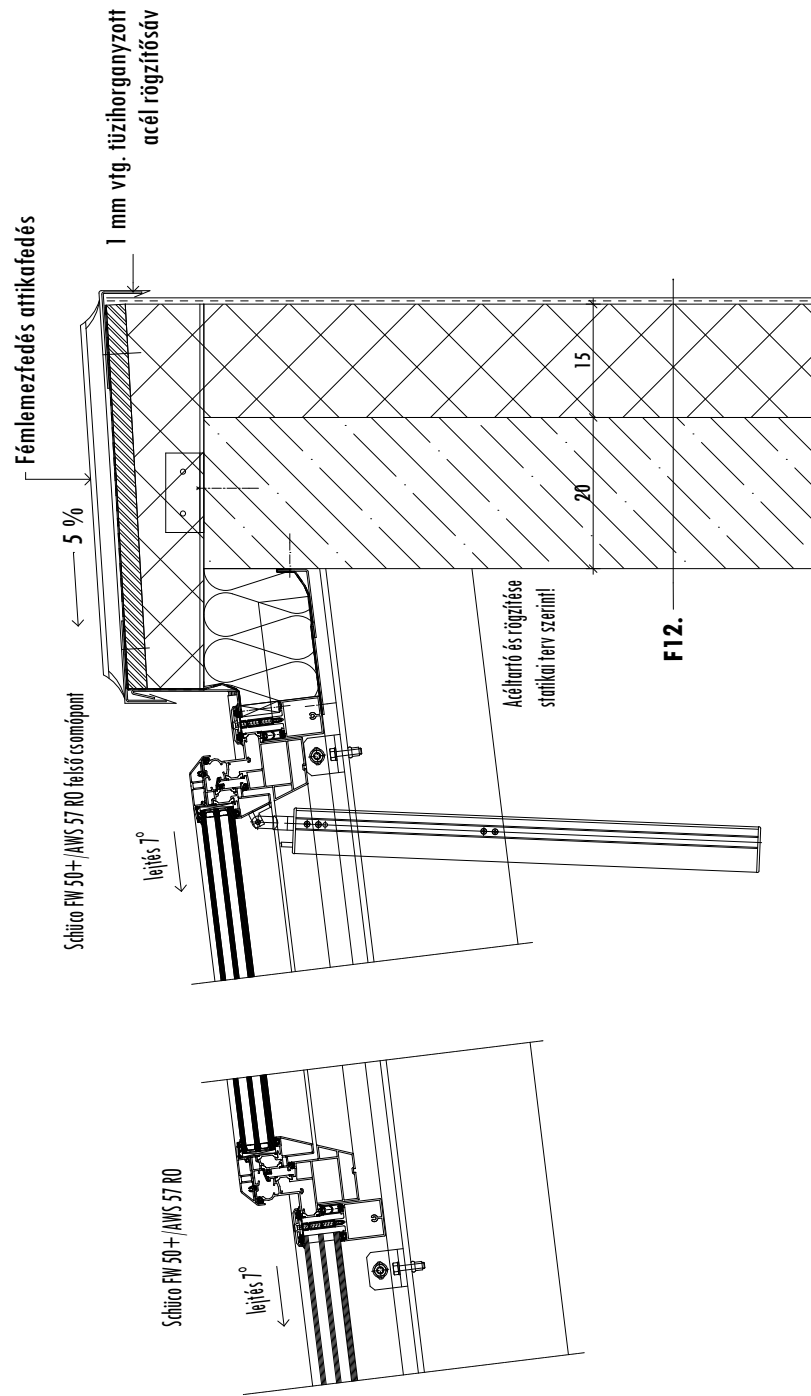 1 mm vtg. tüzihorganyzott
acél rögzítősáv
Fémlemezfedés attikafedés
5 %
Schüco FW 50+/AWS 57 RO felső csomópont
lejtés 7°
15
20
Acéltartó és rögzítése
statikai terv szerint!
F12.
Schüco FW 50+/AWS 57 RO
lejtés 7°